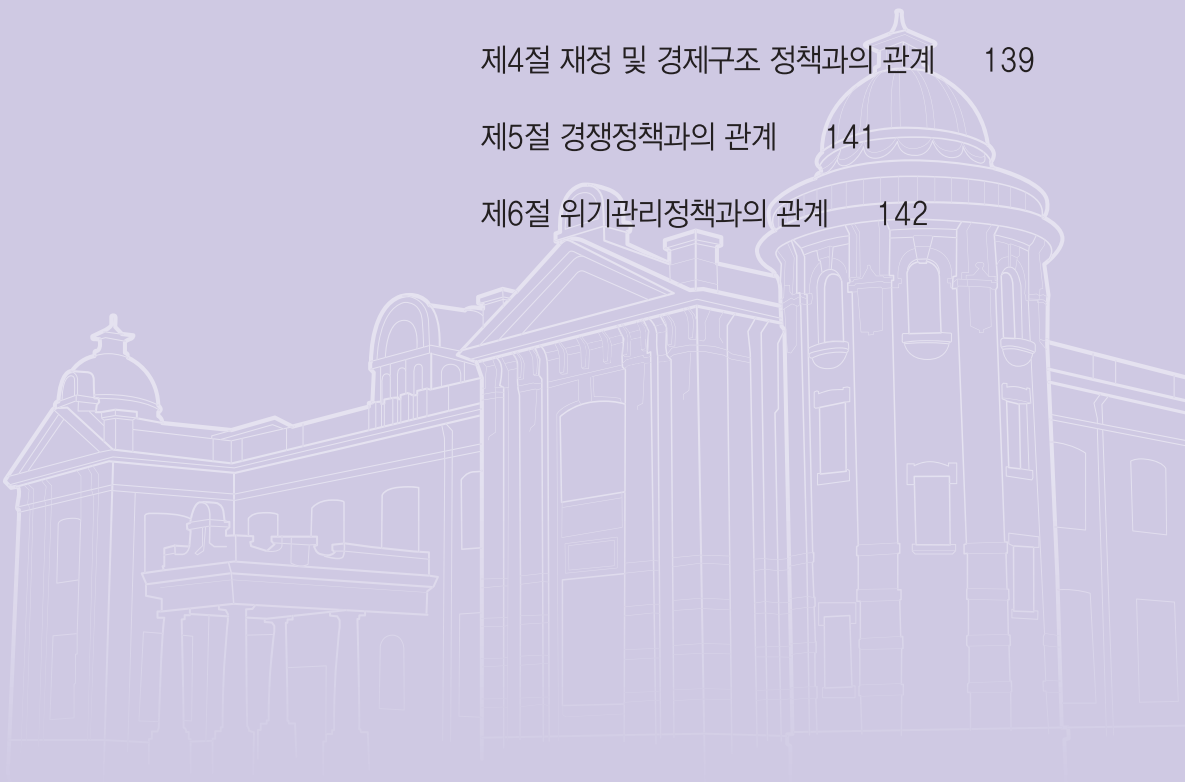 제4절 재정 및 경제구조 정책과의 관계 139
제5절 경쟁정책과의 관계 141
제6절 위기관리정책과의 관계 142